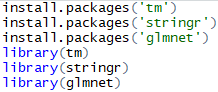 install.packages('tm')
install.packages('stringr')
install.packages('glmnet')
library(tm)
library(stringr)
library(glmnet)